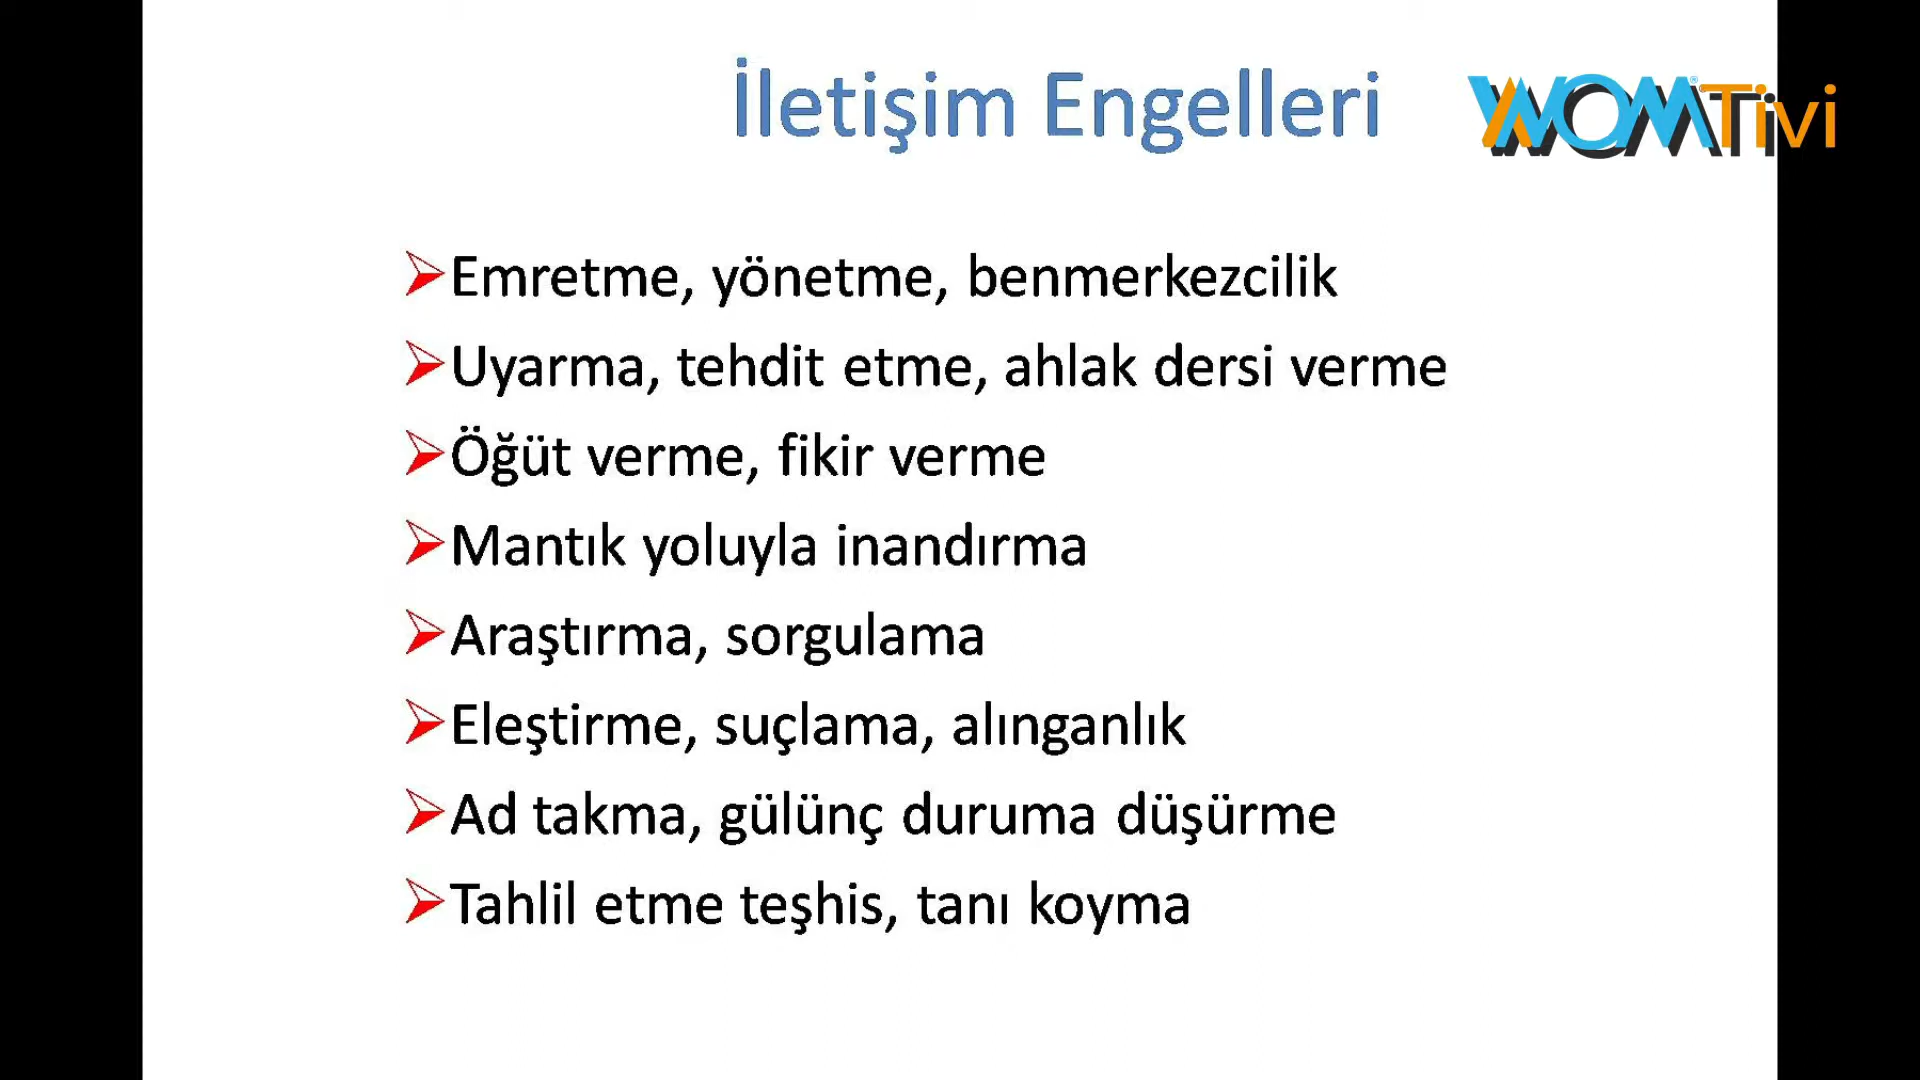 İletişim Engelleri
WOMTivi
Emretme, yönetme, benmerkezcilik
Uyarma, tehdit etme, ahlak dersi verme
Öğüt verme, fikir verme
Mantık yoluyla inandırma
Araştırma, sorgulama
Eleştirme, suçlama, alınganlık
Ad takma, gülünç duruma düşürme
Tahlil etme teşhis, tanı koyma